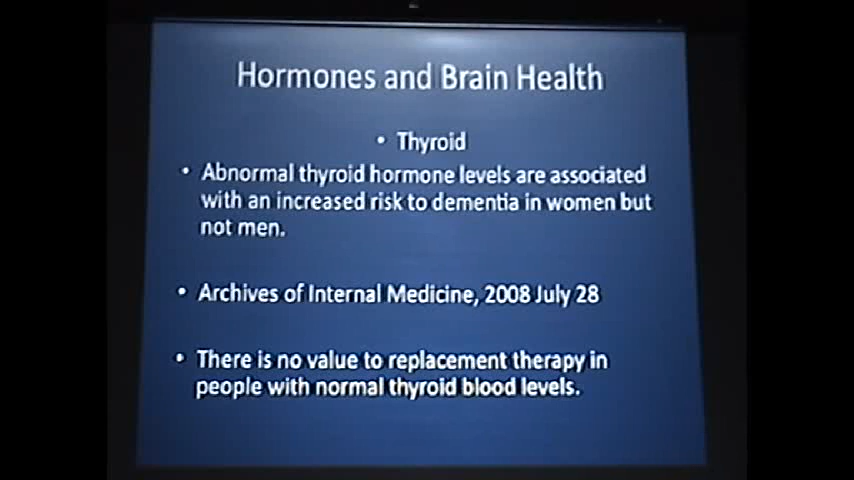 Hormones and Brain Health
• Thyroid
• Abnormal thyroid hormone levels are associated
with an increased risk to dementia in women but
not men.
• Archives of Internal Medicine, 2008 July 28
• There is no value to replacement therapy in
people with normal thyroid blood levels.